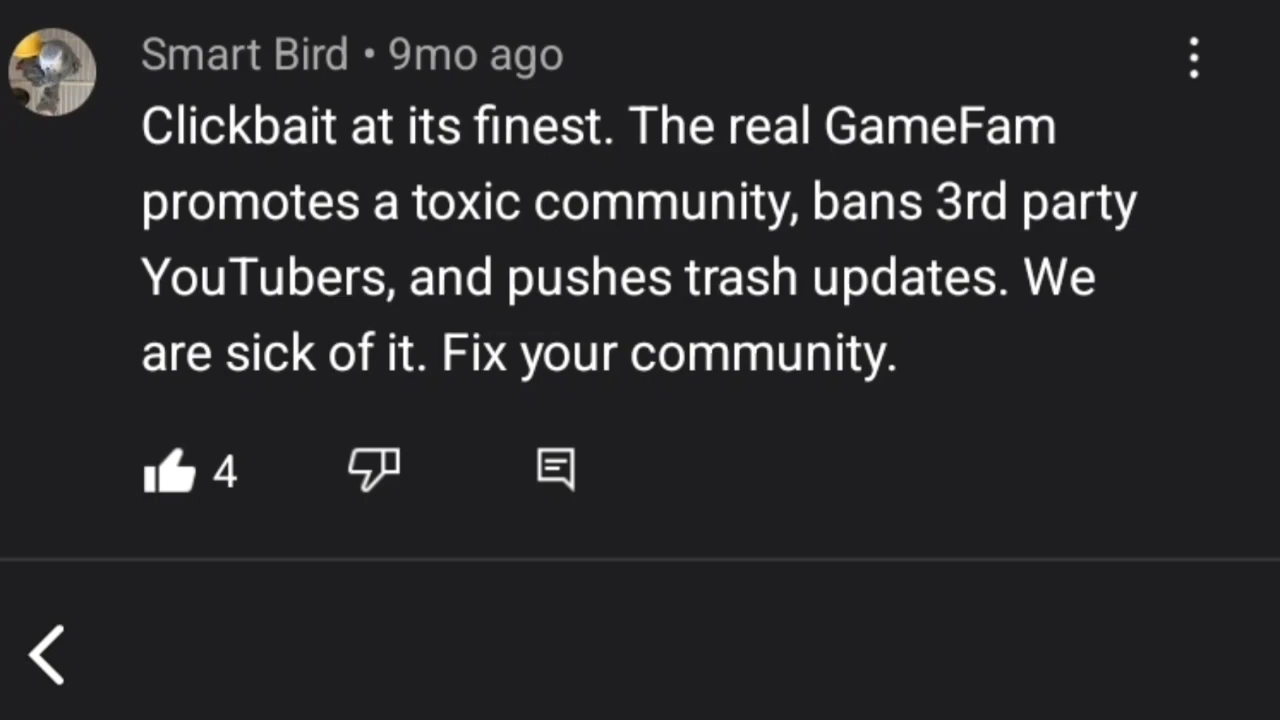 Smart Bird • 9mo ago
Clickbait at its finest. The real GameFam
promotes a toxic community, bans 3rd party
YouTubers, and pushes trash updates. We
are sick of it. Fix your community.
4